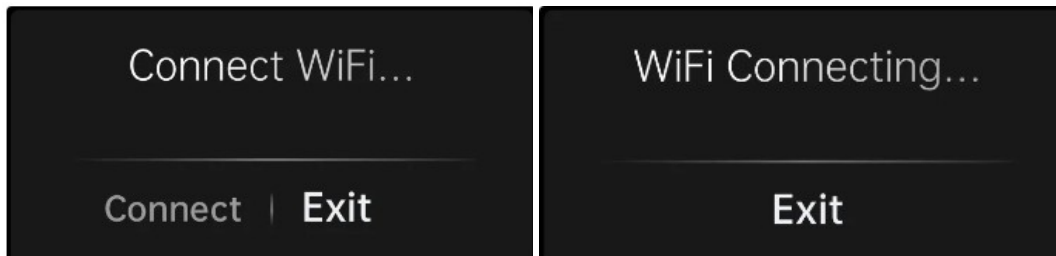 Connect WiFi...
Connect | Exit
WiFi Connecting...
Exit